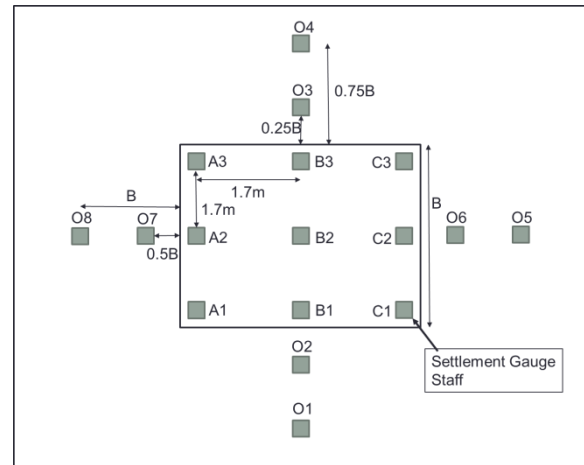 O4
O3
0.75B
0.25B
A3
B3
C3
1.7m
1.7m
B
B
O8
O7
A2
B2
C2
O6
O5
0.5B
A1
B1
C1
O2
Settlement Gauge
Staff
O1